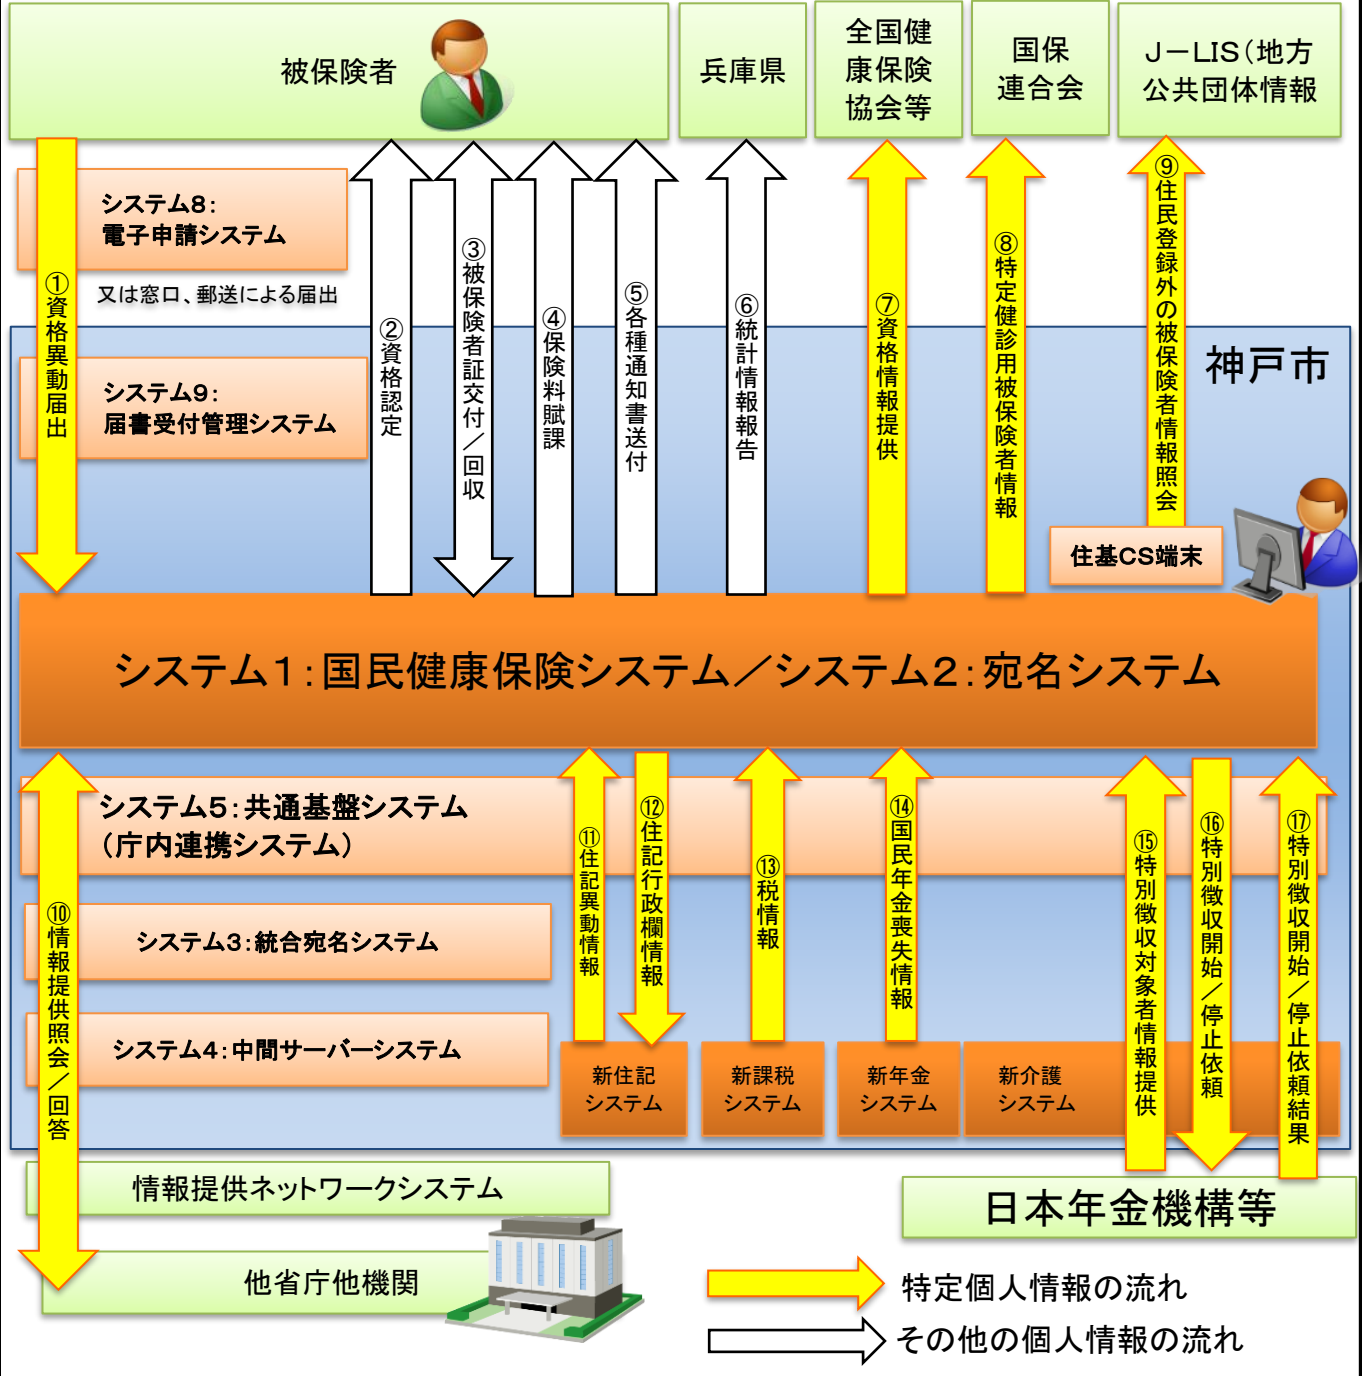 被保険者
兵庫県
全国健
康保険
協会等
国保
連合会
J－LIS（地方
公共団体情報
システム8：
電子申請システム
又は窓口、郵送による届出
①資格異動届出
②資格認定
③被保険者証交付／回収
④保険料賦課
⑤各種通知書送付
⑥統計情報報告
⑦資格情報提供
⑧特定健診用被保険者情報
⑨住民登録外の被保険者情報照会
神戸市
システム9：
届書受付管理システム
住基CS端末
システム1：国民健康保険システム／システム2：宛名システム
システム5：共通基盤システム
（庁内連携システム）
システム3：統合宛名システム
システム4：中間サーバーシステム
⑩情報提供照会／回答
⑪住記異動情報
⑫住記行政欄情報
⑬税情報
⑭国民年金喪失情報
⑮特別徴収対象者情報提供
⑯特別徴収開始／停止依頼
⑰特別徴収開始／停止依頼結果
新住記
システム
新課税
システム
新年金
システム
新介護
システム
情報提供ネットワークシステム
他省庁他機関
日本年金機構等
特定個人情報の流れ
その他の個人情報の流れ